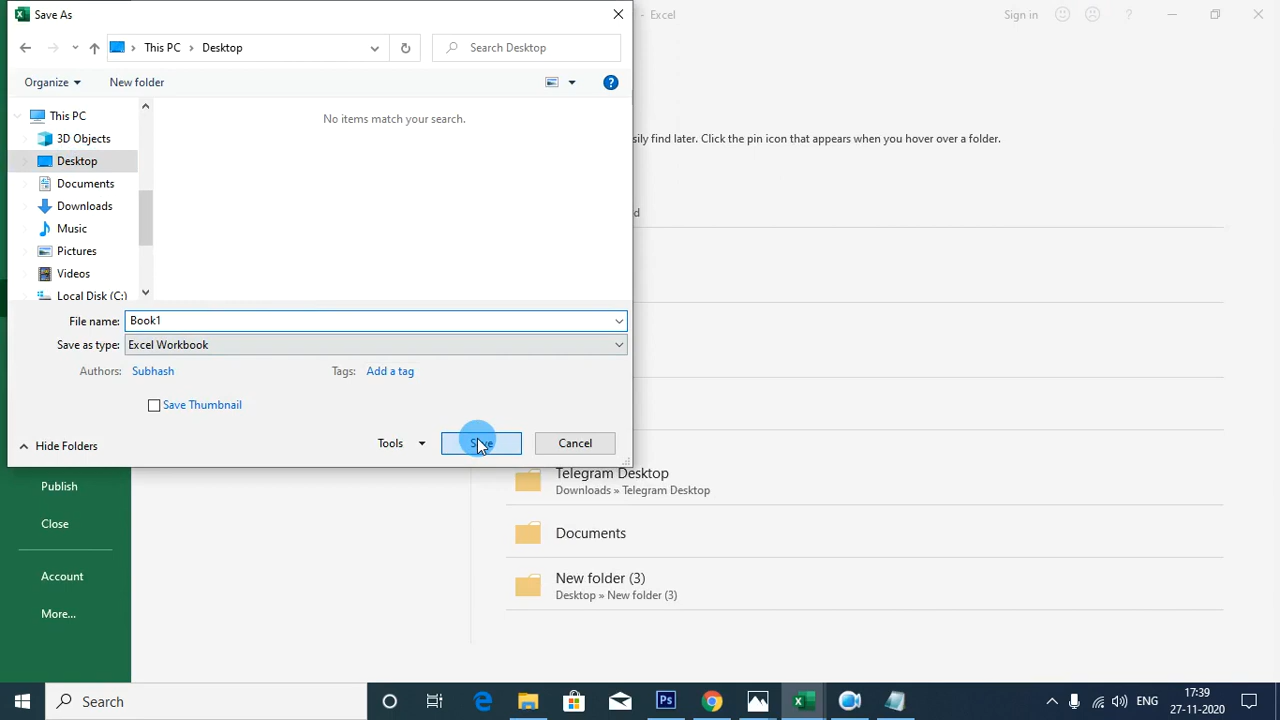 Save As
- Excel
Sign in
This PC > Desktop
Search Desktop
Organize
New folder
This PC
3D Objects
Desktop
Documents
Downloads
Music
Pictures
Videos
Local Disk (C:)
No items match your search.
sily find later. Click the pin icon that appears when you hover over a folder.
d
File name: Book1
Save as type: Excel Workbook
Authors: Subhash
Tags: Add a tag
Save Thumbnail
Hide Folders
Tools
Save
Cancel
Publish
Close
Account
More...
Telegram Desktop
Downloads » Telegram Desktop
Documents
New folder (3)
Desktop » New folder (3)
Search
ENG
17:39
27-11-2020